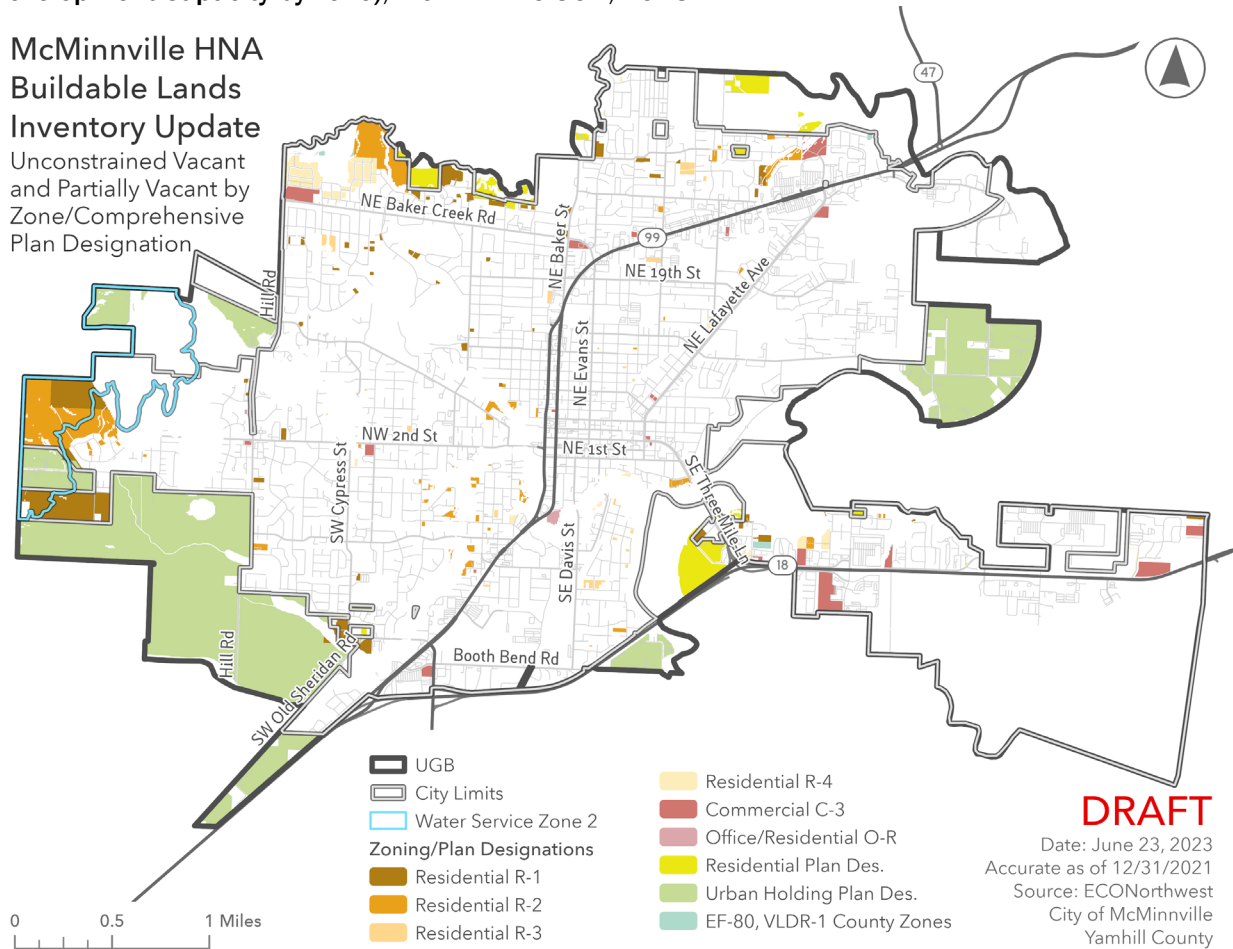 McMinnville HNA
Buildable Lands
Inventory Update
Unconstrained Vacant
and Partially Vacant by
Zone/Comprehensive
Plan Designation
47
NE Baker Creek Rd
NE Baker St
99
NE 19th St
Hill Rd
NE Lafayette Ave
NE Evans St
NW 2nd St
NE 1st St
SW Cypress St
SE Three Mile Ln
SE Davis St
18
Hill Rd
Booth Bend Rd
SW Old Sheridan Rd
UGB
City Limits
Water Service Zone 2
Zoning/Plan Designations
Residential R-1
Residential R-2
Residential R-3
Residential R-4
Commercial C-3
Office/Residential O-R
Residential Plan Des.
Urban Holding Plan Des.
EF-80, VLDR-1 County Zones
DRAFT
Date: June 23, 2023
Accurate as of 12/31/2021
Source: ECONorthwest
City of McMinnville
Yamhill County
0 0.5 1 Miles